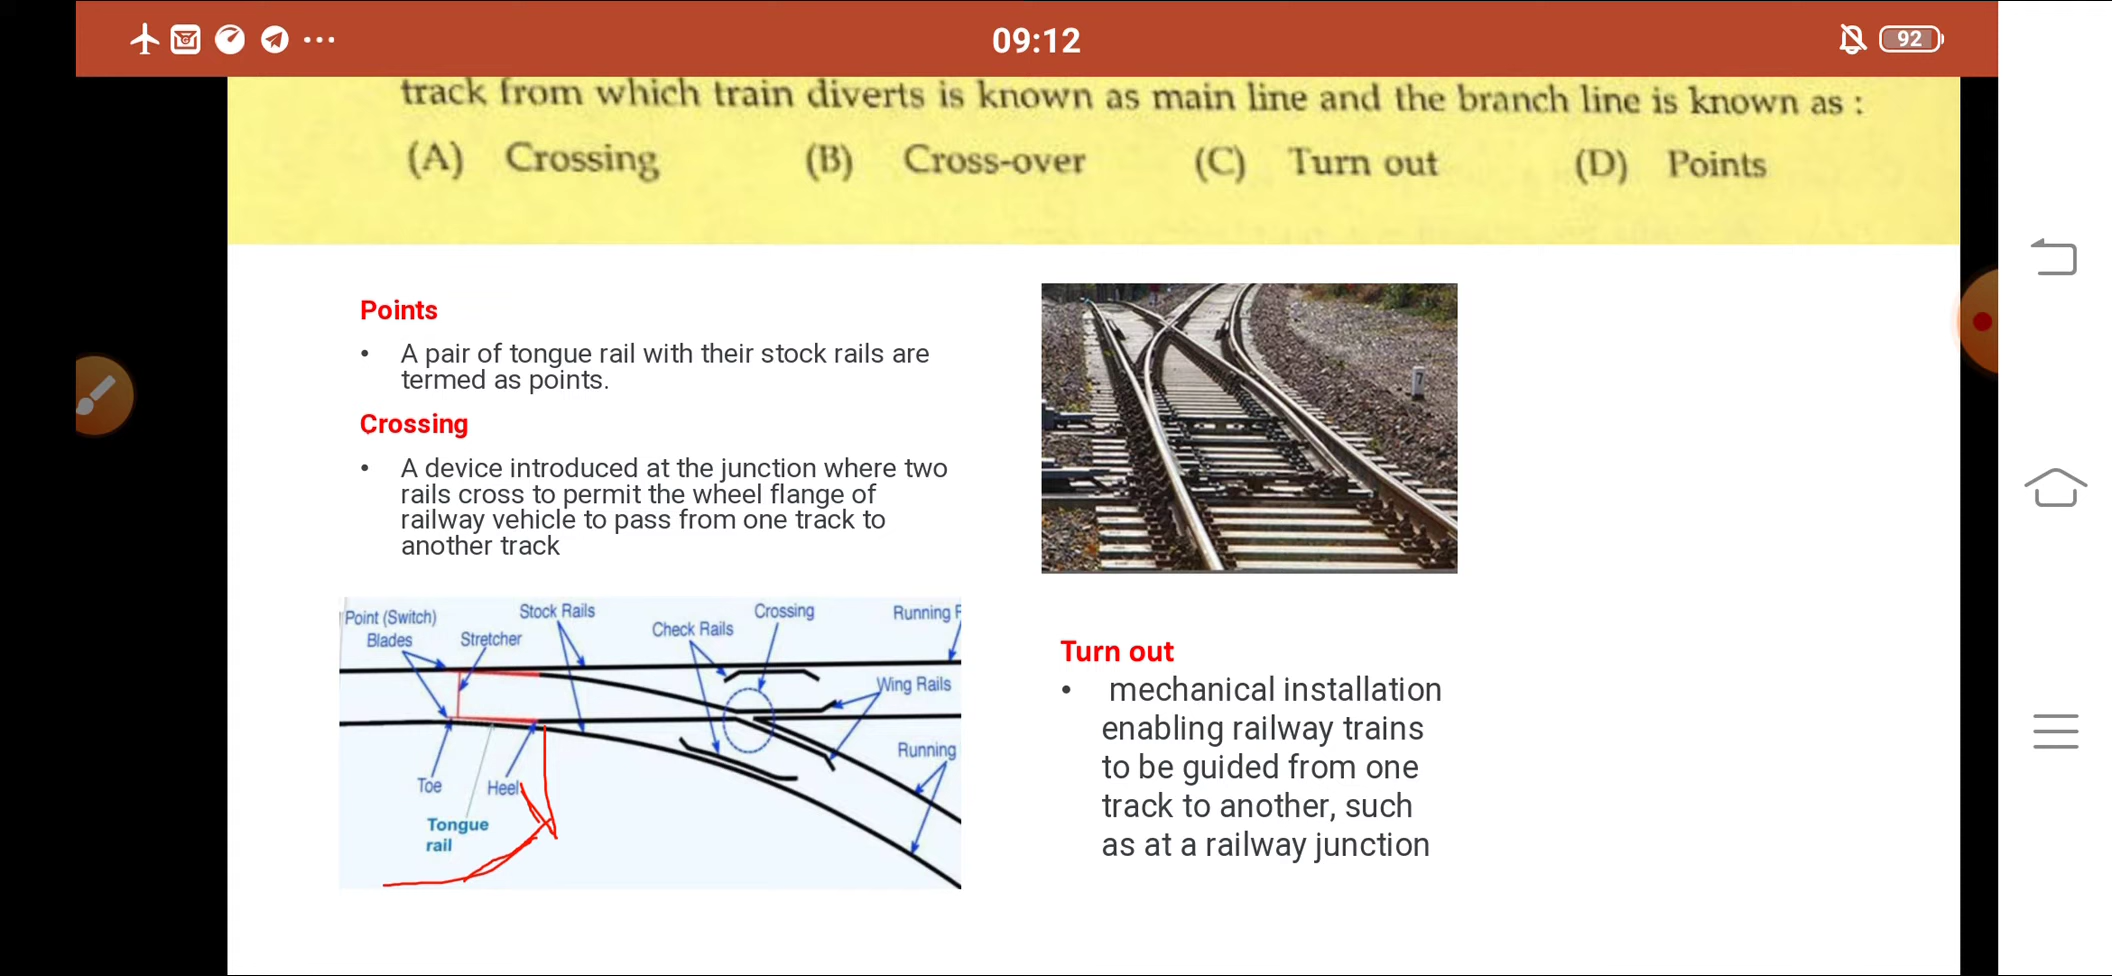 09:12
92
track from which train diverts is known as main line and the branch line is known as :
(A) Crossing (B) Cross-over (C) Turn out (D) Points
Points
• A pair of tongue rail with their stock rails are
termed as points.
Crossing
• A device introduced at the junction where two
rails cross to permit the wheel flange of
railway vehicle to pass from one track to
another track
Point (Switch)
Blades
Stretcher
Stock Rails
Check Rails
Crossing
Running
Wing Rails
Running
Toe
Heel
Tongue
rail
Turn out
• mechanical installation
enabling railway trains
to be guided from one
track to another, such
as at a railway junction